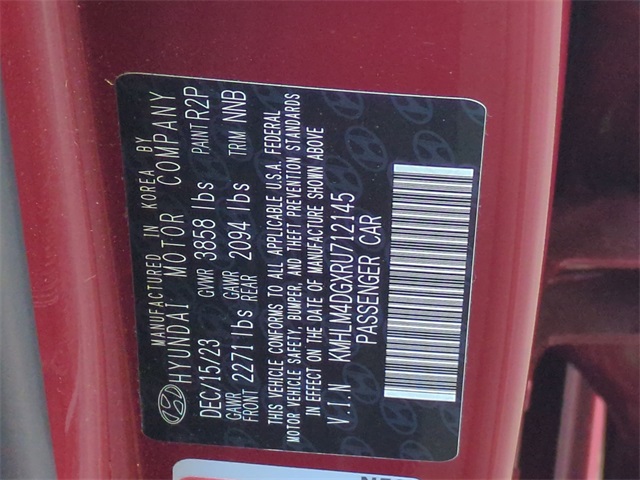 MANUFACTURED IN KOREA BY
HYUNDAI MOTOR COMPANY
DEC/15/23 GVWR 3858 lbs PAINT R2P
GAWR FRONT 2271 lbs GAWR REAR 2094 lbs TRIM NNB
THIS VEHICLE CONFORMS TO ALL APPLICABLE U.S.A. FEDERAL
MOTOR VEHICLE SAFETY, BUMPER, AND THEFT PREVENTION STANDARDS
IN EFFECT ON THE DATE OF MANUFACTURE SHOWN ABOVE
V.I.N KMHLM4DGXRU712145
PASSENGER CAR